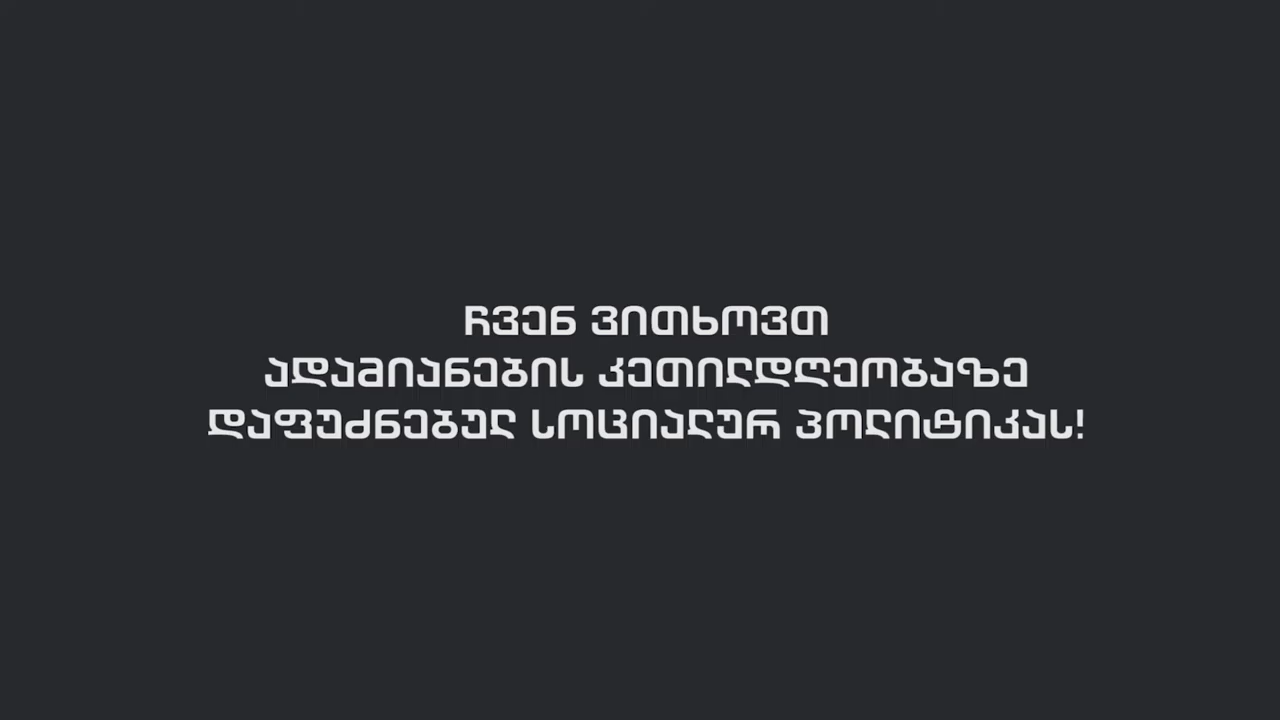 ჩვენ ვითხოვთ
ადამიანების კეთილდღეობაზე
დაფუძნებულ სოციალურ პოლიტიკას!